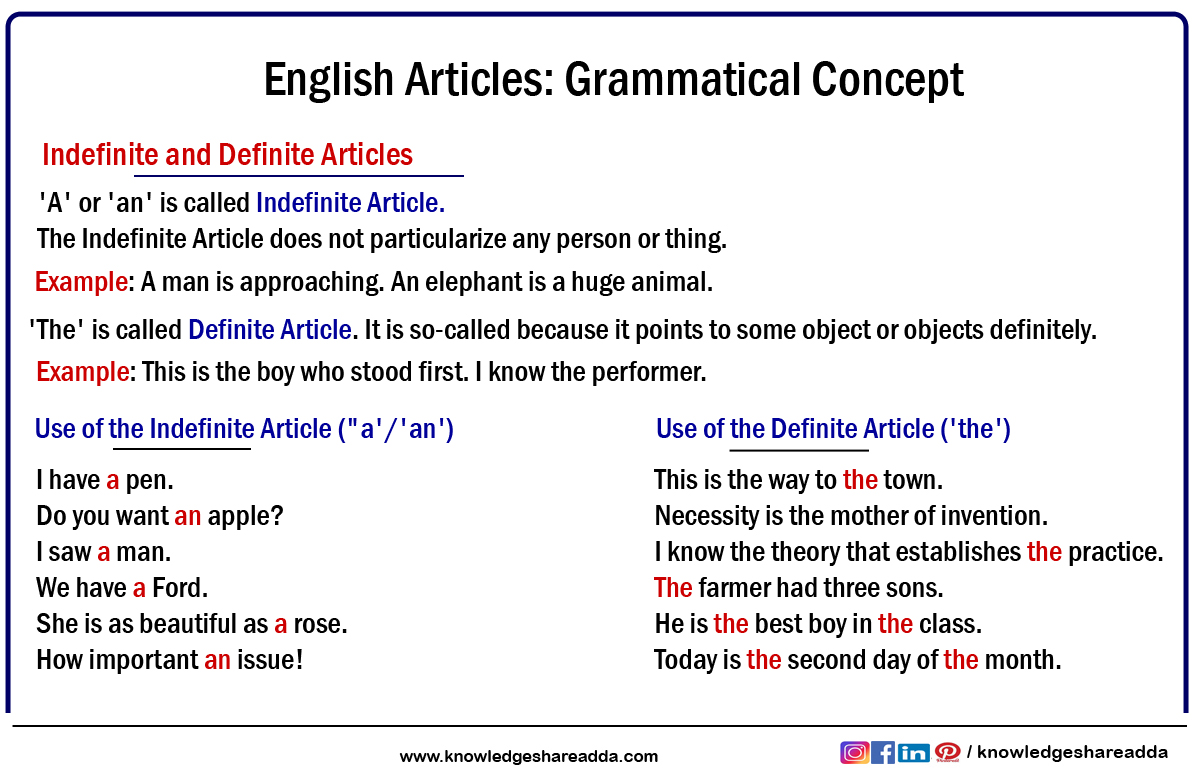 English Articles: Grammatical Concept
Indefinite and Definite Articles
'A' or 'an' is called Indefinite Article.
The Indefinite Article does not particularize any person or thing.
Example: A man is approaching. An elephant is a huge animal.
'The' is called Definite Article. It is so-called because it points to some object or objects definitely.
Example: This is the boy who stood first. I know the performer.
Use of the Indefinite Article ("a'/'an')
I have a pen.
Do you want an apple?
I saw a man.
We have a Ford.
She is as beautiful as a rose.
How important an issue!
Use of the Definite Article ('the')
This is the way to the town.
Necessity is the mother of invention.
I know the theory that establishes the practice.
The farmer had three sons.
He is the best boy in the class.
Today is the second day of the month.
www.knowledgeshareadda.com
/ knowledgeshareadda